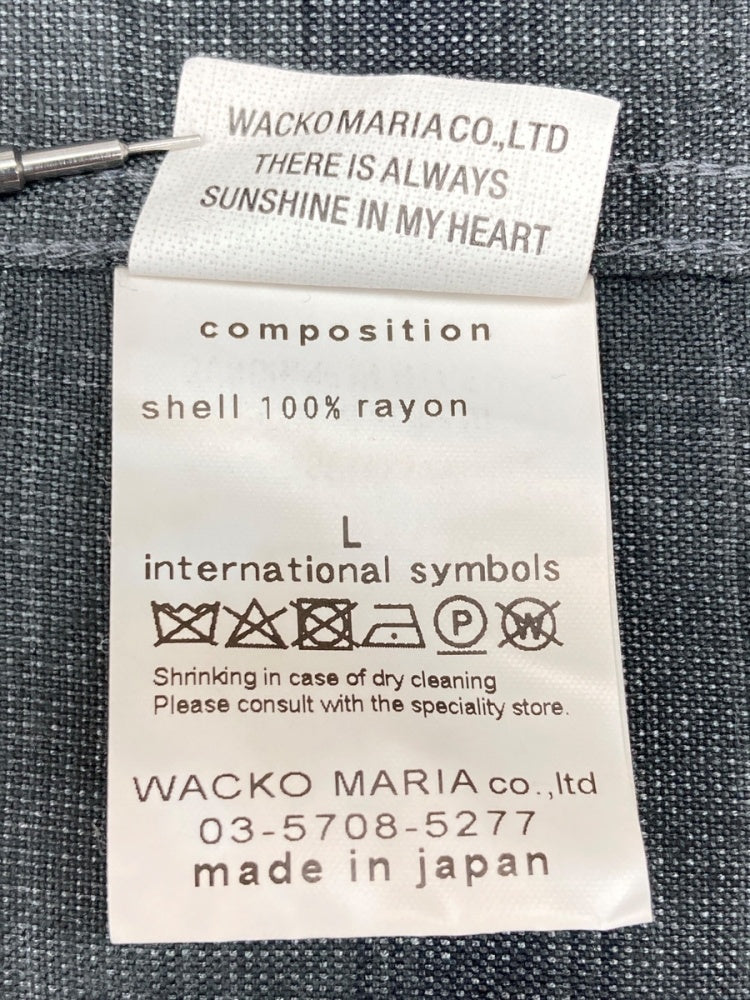 WACKO MARIA CO.,LTD
THERE IS ALWAYS
SUNSHINE IN MY HEART
composition
shell 100% rayon
L
international symbols
P W
Shrinking in case of dry cleaning
Please consult with the speciality store.
WACKO MARIA co.,ltd
03-5708-5277
made in japan